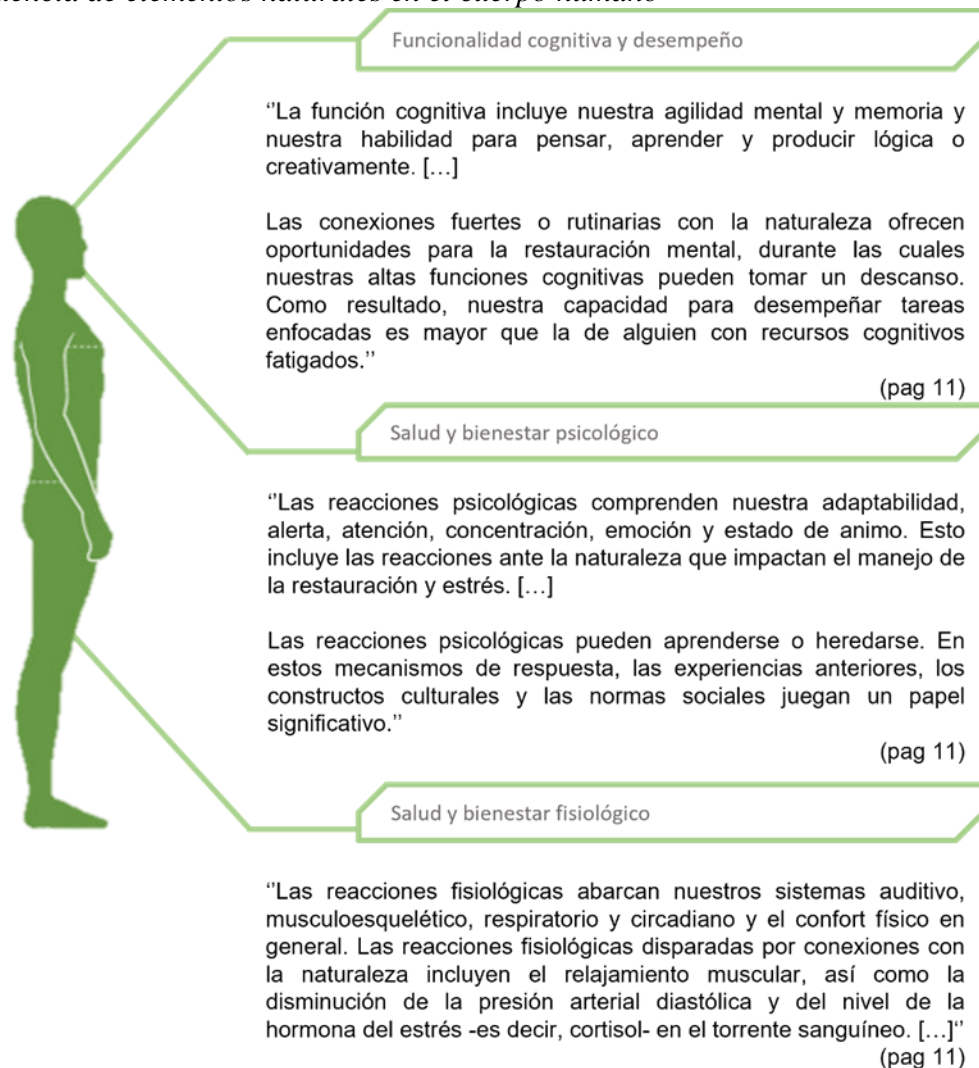 de elementos naturales en el cuerpo humano
Funcionalidad cognitiva y desempeño
‘’La función cognitiva incluye nuestra agilidad mental y memoria y
nuestra habilidad para pensar, aprender y producir lógica o
creativamente. […]
Las conexiones fuertes o rutinarias con la naturaleza ofrecen
oportunidades para la restauración mental, durante las cuales
nuestras altas funciones cognitivas pueden tomar un descanso.
Como resultado, nuestra capacidad para desempeñar tareas
enfocadas es mayor que la de alguien con recursos cognitivos
fatigados.’’
(pag 11)
Salud y bienestar psicológico
‘’Las reacciones psicológicas comprenden nuestra adaptabilidad,
alerta, atención, concentración, emoción y estado de animo. Esto
incluye las reacciones ante la naturaleza que impactan el manejo de
la restauración y estrés. […]
Las reacciones psicológicas pueden aprenderse o heredarse. En
estos mecanismos de respuesta, las experiencias anteriores, los
constructos culturales y las normas sociales juegan un papel
significativo.’’
(pag 11)
Salud y bienestar fisiológico
‘’Las reacciones fisiológicas abarcan nuestros sistemas auditivo,
musculoesquelético, respiratorio y circadiano y el confort físico en
general. Las reacciones fisiológicas disparadas por conexiones con
la naturaleza incluyen el relajamiento muscular, así como la
disminución de la presión arterial diastólica y del nivel de la
hormona del estrés -es decir, cortisol- en el torrente sanguíneo. […]‘’
(pag 11)